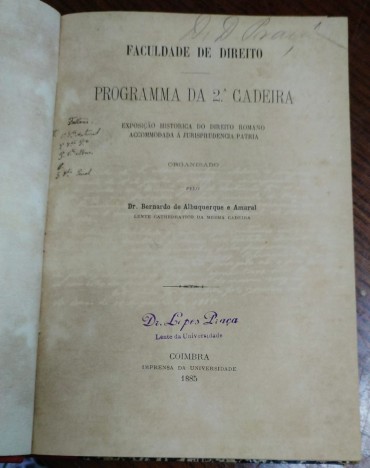 Dr. D. Praça
FACULDADE DE DIREITO
PROGRAMMA DA 2.ª CADEIRA
EXPOSIÇÃO HISTORICA DO DIREITO ROMANO
ACCOMMODADA Á JURISPRUDENCIA PATRIA
ORGANISADO
PELO
Dr. Bernardo de Albuquerque e Amaral
LENTE CATHEDRATICO DA MESMA CADEIRA
Dr. Lopes Praça
Lente da Universidade
COIMBRA
IMPRENSA DA UNIVERSIDADE
1885